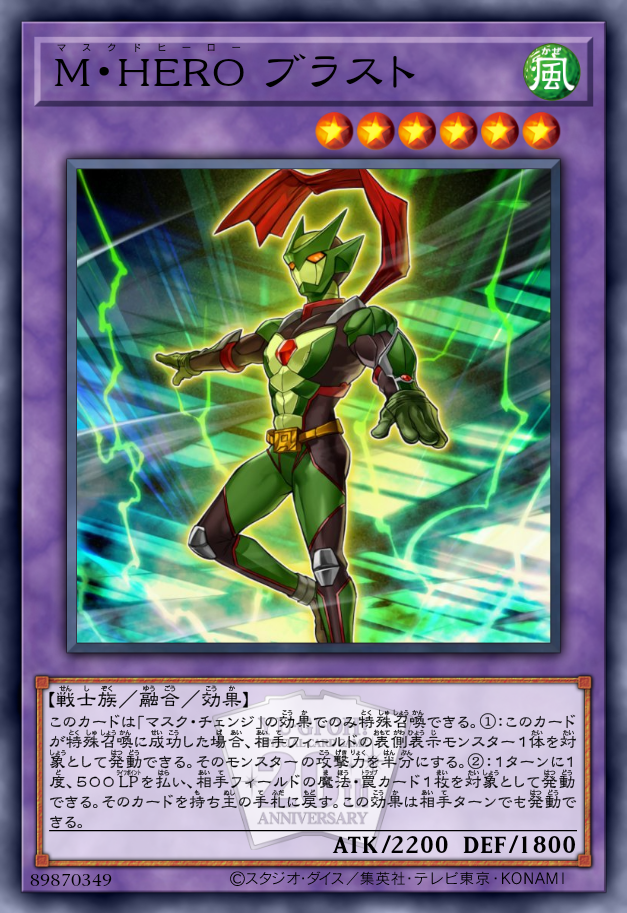 マスクドヒーロー
M・HERO ブラスト
かぜ
風
【戦士族／融合／効果】
このカードは「マスク・チェンジ」の効果でのみ特殊召喚できる。①：このカード
が特殊召喚に成功した場合、相手フィールドの表側表示モンスター1体を対
象として発動できる。そのモンスターの攻撃力を半分にする。②：1ターンに1
度、500LPを払い、相手フィールドの魔法・罠カード1枚を対象として発動で
きる。そのカードを持ち主の手札に戻す。この効果は相手ターンでも発動で
きる。
ANNIVERSARY
ATK/2200 DEF/1800
89870349
©スタジオ・ダイス／集英社・テレビ東京・KONAMI